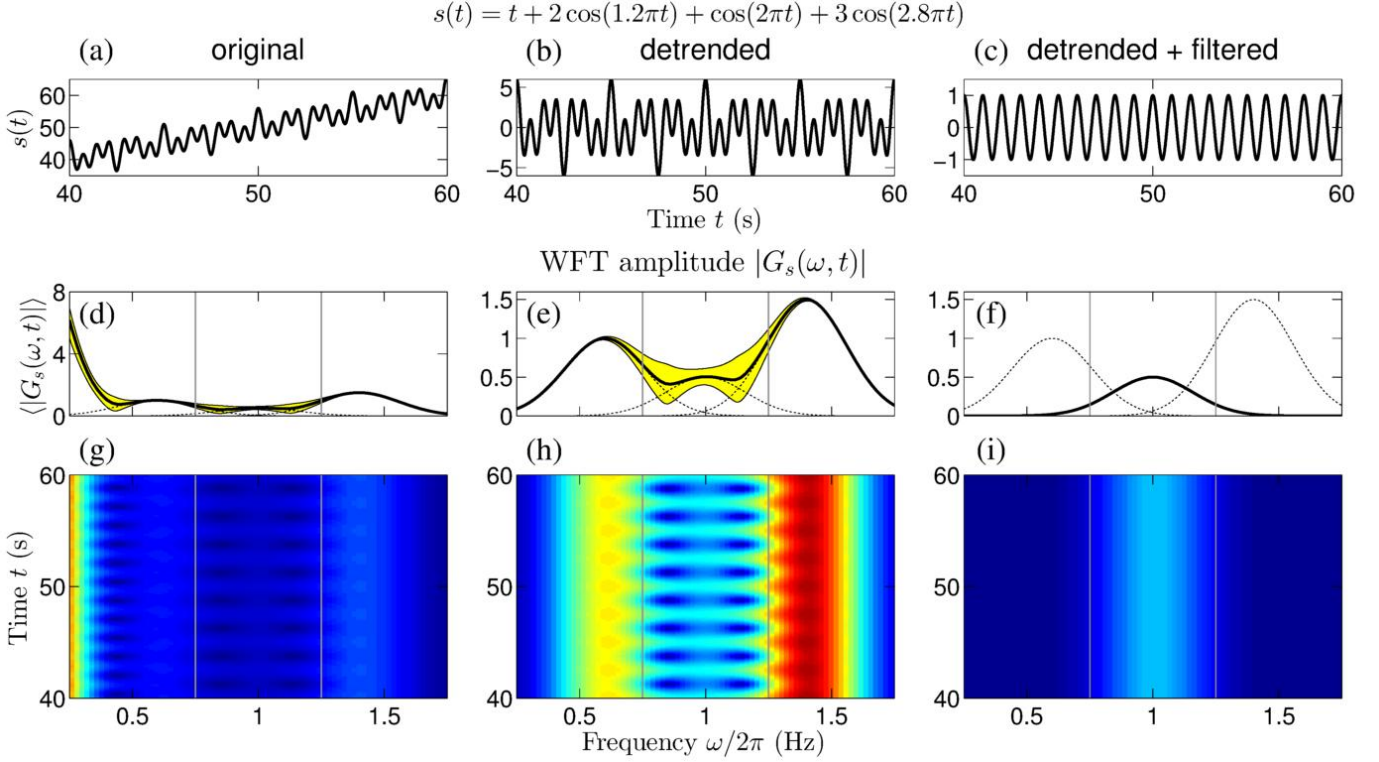 s(t) = t + 2 cos(1.2πt) + cos(2πt) + 3 cos(2.8πt)
(a) original
(b) detrended
(c) detrended + filtered
s(t)
60
50
40
40 50 60
5
0
−5
40 50 60
1
0
−1
40 50 60
Time t (s)
WFT amplitude |G_s(ω, t)|
⟨|G_s(ω, t)|⟩
(d)
8
4
0
(e)
1.5
1
0.5
0
(f)
1.5
1
0.5
0
(g)
(h)
(i)
Time t (s)
60
50
40
0.5 1 1.5
60
50
40
0.5 1 1.5
60
50
40
0.5 1 1.5
Frequency ω/2π (Hz)